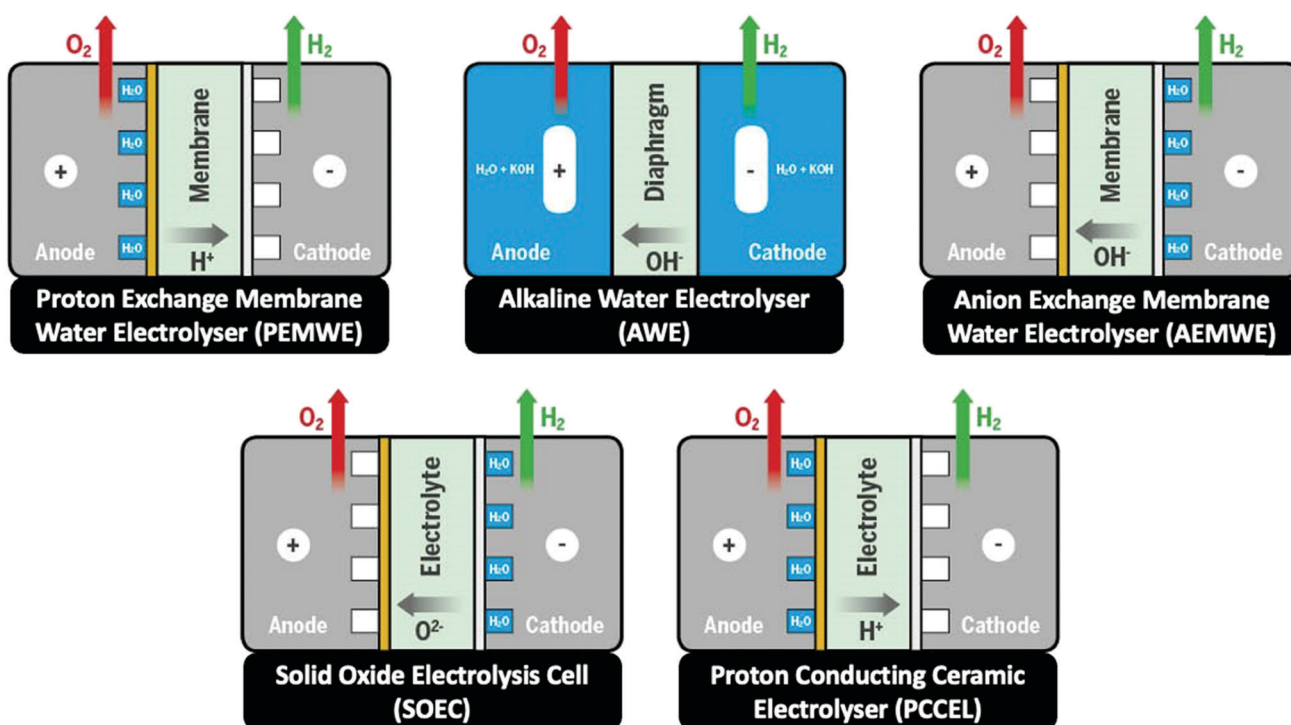 O₂
H₂
H₂O
H₂O
H₂O
H₂O
+
Membrane
-
Anode
H⁺
Cathode
Proton Exchange Membrane
Water Electrolyser (PEMWE)
O₂
H₂
H₂O + KOH
+
Diaphragm
-
H₂O + KOH
Anode
OH⁻
Cathode
Alkaline Water Electrolyser
(AWE)
O₂
H₂
+
Membrane
H₂O
H₂O
H₂O
H₂O
-
Anode
OH⁻
Cathode
Anion Exchange Membrane
Water Electrolyser (AEMWE)
O₂
H₂
+
Electrolyte
H₂O
H₂O
H₂O
H₂O
-
Anode
O²⁻
Cathode
Solid Oxide Electrolysis Cell
(SOEC)
O₂
H₂
H₂O
H₂O
H₂O
H₂O
+
Electrolyte
-
Anode
H⁺
Cathode
Proton Conducting Ceramic
Electrolyser (PCCEL)